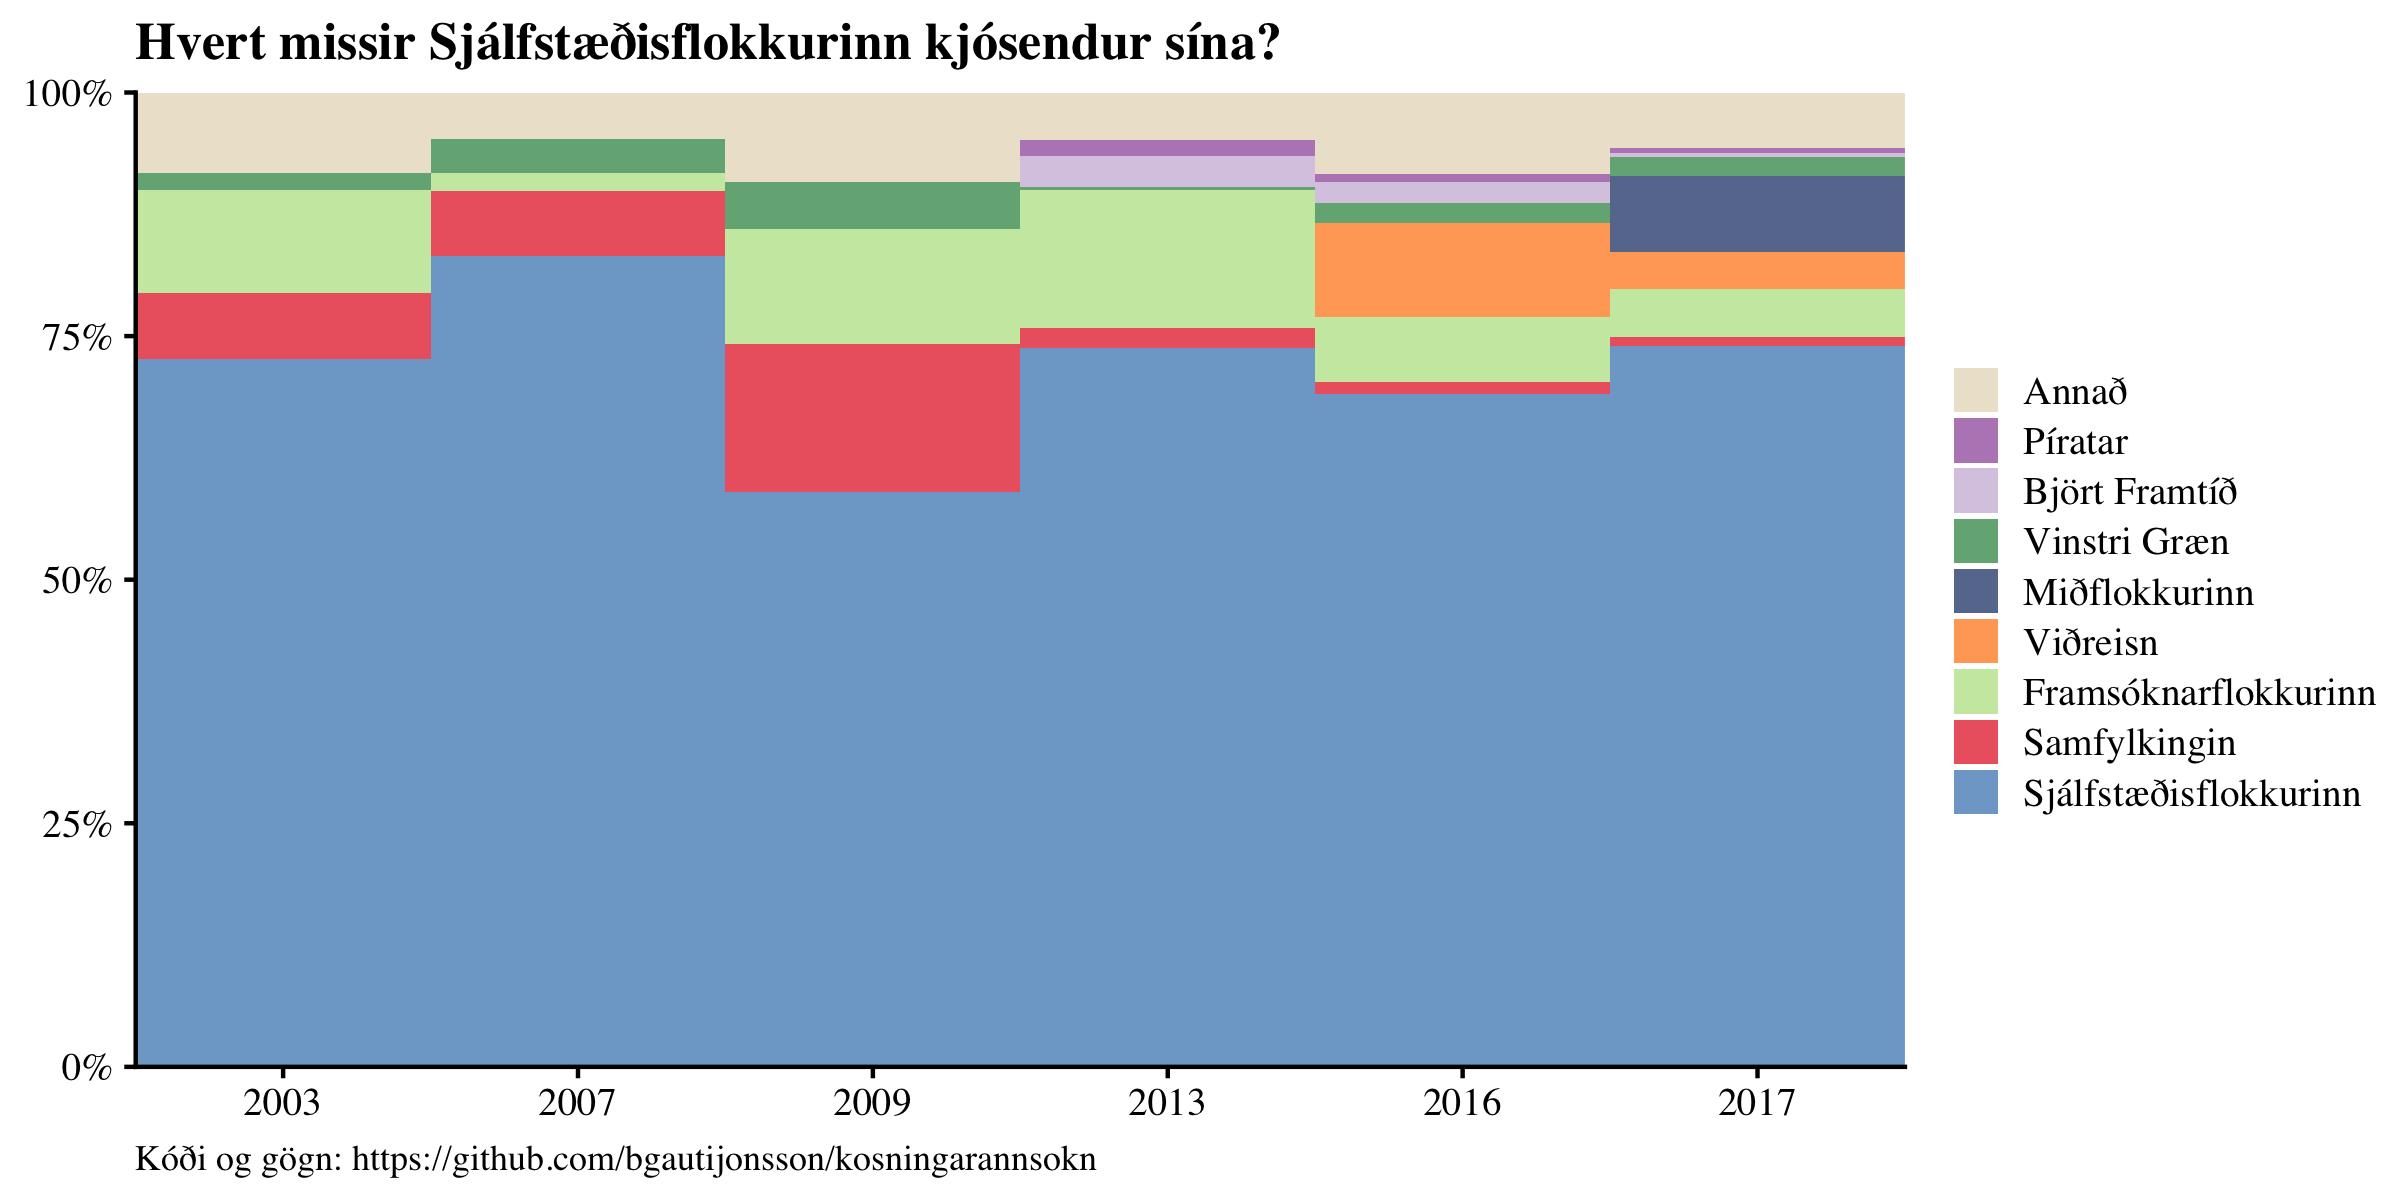 Hvert missir Sjálfstæðisflokkurinn kjósendur sína?
100%
75%
50%
25%
0%
2003
2007
2009
2013
2016
2017
Annað
Píratar
Björt Framtíð
Vinstri Græn
Miðflokkurinn
Viðreisn
Framsóknarflokkurinn
Samfylkingin
Sjálfstæðisflokkurinn
Kóði og gögn: https://github.com/bgautijonsson/kosningarannsokn